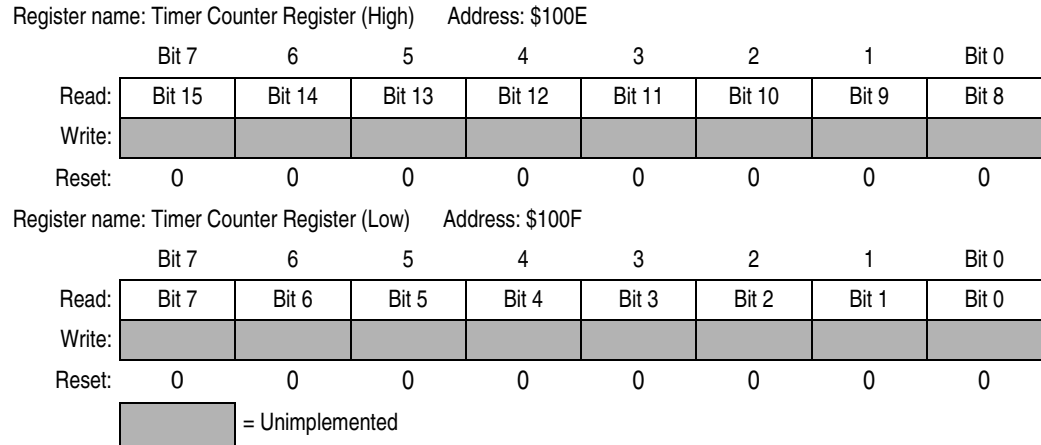 Register name: Timer Counter Register (High) Address: $100E
Bit 7 6 5 4 3 2 1 Bit 0
Read: Bit 15 Bit 14 Bit 13 Bit 12 Bit 11 Bit 10 Bit 9 Bit 8
Write:
Reset: 0 0 0 0 0 0 0 0
Register name: Timer Counter Register (Low) Address: $100F
Bit 7 6 5 4 3 2 1 Bit 0
Read: Bit 7 Bit 6 Bit 5 Bit 4 Bit 3 Bit 2 Bit 1 Bit 0
Write:
Reset: 0 0 0 0 0 0 0 0
= Unimplemented